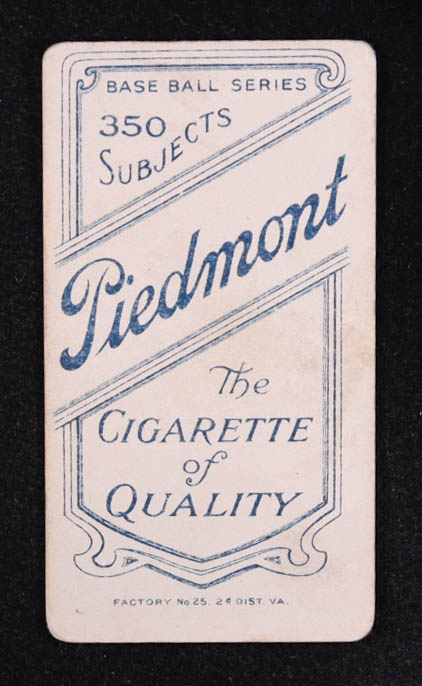 BASE BALL SERIES
350
SUBJECTS
Piedmont
The
CIGARETTE
of
QUALITY
FACTORY No. 25. 2d DIST. VA.